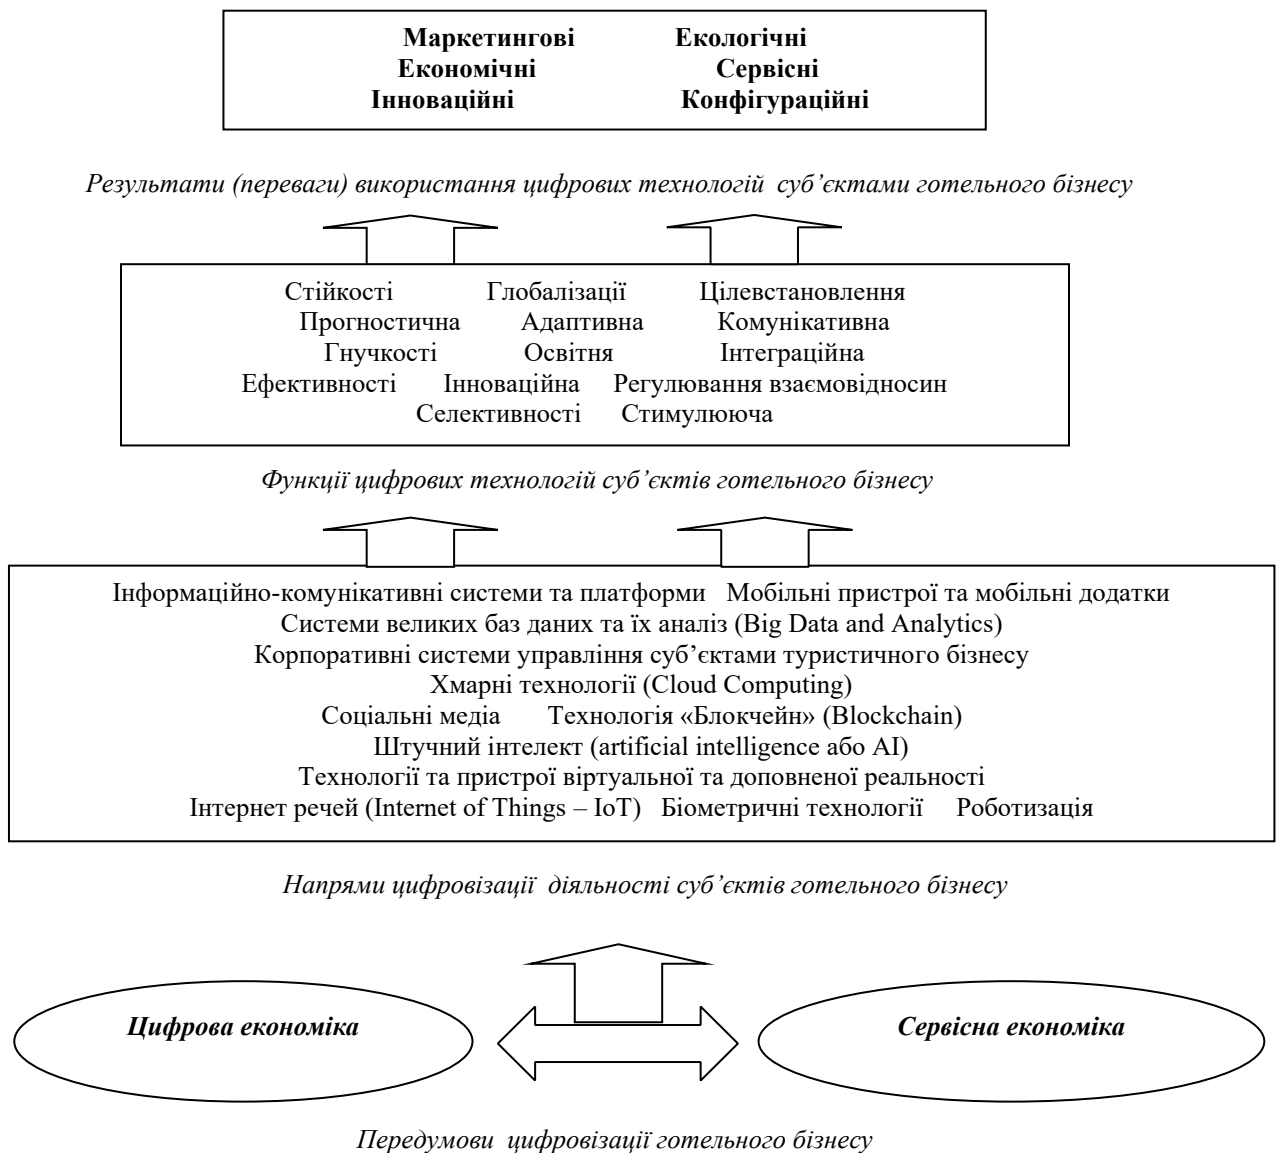 Маркетингові Екологічні
Економічні Сервісні
Інноваційні Конфігураційні
Результати (переваги) використання цифрових технологій суб’єктами готельного бізнесу
Стійкості Глобалізації Цілевстановлення
Прогностична Адаптивна Комунікативна
Гнучкості Освітня Інтеграційна
Ефективності Інноваційна Регулювання взаємовідносин
Селективності Стимулююча
Функції цифрових технологій суб’єктів готельного бізнесу
Інформаційно-комунікативні системи та платформи Мобільні пристрої та мобільні додатки
Системи великих баз даних та їх аналіз (Big Data and Analytics)
Корпоративні системи управління суб’єктами туристичного бізнесу
Хмарні технології (Cloud Computing)
Соціальні медіа Технологія «Блокчейн» (Blockchain)
Штучний інтелект (artificial intelligence або AI)
Технології та пристрої віртуальної та доповненої реальності
Інтернет речей (Internet of Things – IoT) Біометричні технології Роботизація
Напрями цифровізації діяльності суб’єктів готельного бізнесу
Цифрова економіка Сервісна економіка
Передумови цифровізації готельного бізнесу